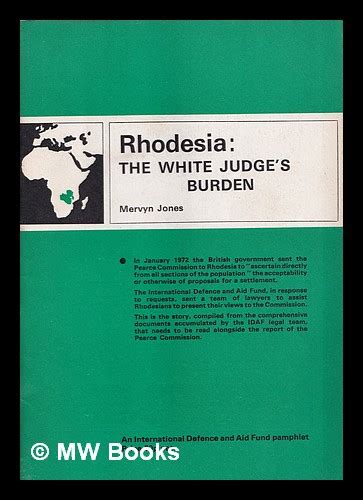 Rhodesia:
THE WHITE JUDGE'S
BURDEN
Mervyn Jones
In January 1972 the British government sent the
Pearce Commission to Rhodesia to "ascertain directly
from all sections of the population" the acceptability
or otherwise of proposals for a settlement.
The International Defence and Aid Fund, in response
to requests, sent a team of lawyers to assist
Rhodesians to present their views to the Commission.
This is the story, compiled from the comprehensive
documents accumulated by the IDAF legal team,
that needs to be read alongside the report of the
Pearce Commission.
An International Defence and Aid Fund pamphlet
© MW Books